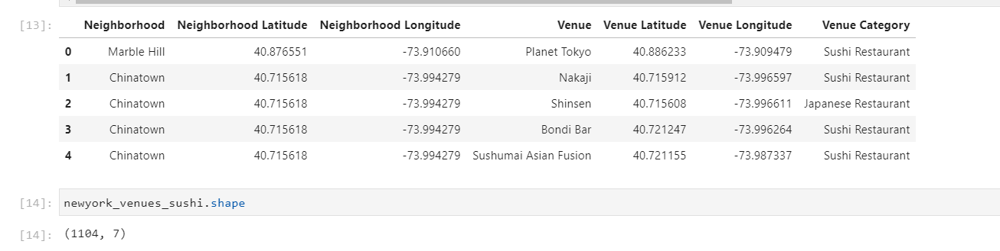 [13]:
Neighborhood Neighborhood Latitude Neighborhood Longitude Venue Venue Latitude Venue Longitude Venue Category
0 Marble Hill 40.876551 -73.910660 Planet Tokyo 40.886233 -73.909479 Sushi Restaurant
1 Chinatown 40.715618 -73.994279 Nakaji 40.715912 -73.996597 Sushi Restaurant
2 Chinatown 40.715618 -73.994279 Shinsen 40.715608 -73.996611 Japanese Restaurant
3 Chinatown 40.715618 -73.994279 Bondi Bar 40.721247 -73.996264 Sushi Restaurant
4 Chinatown 40.715618 -73.994279 Sushumai Asian Fusion 40.721155 -73.987337 Sushi Restaurant
[14]: newyork_venues_sushi.shape
[14]: (1104, 7)